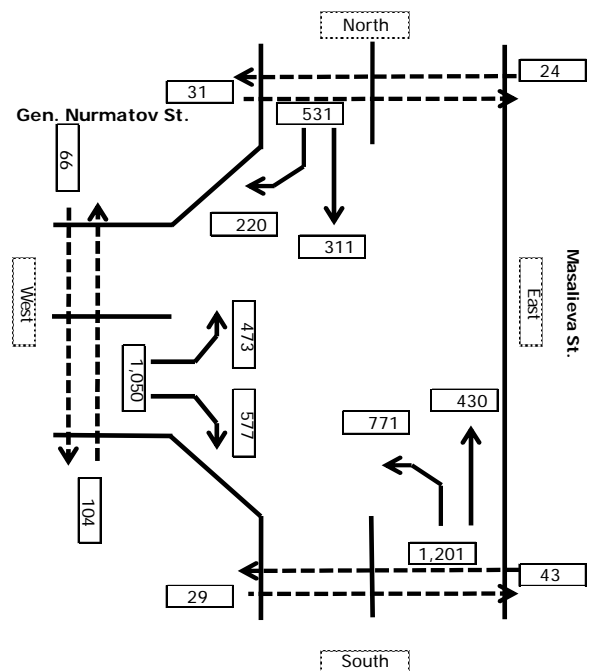 North
24
31
531
Gen. Nurmatov St.
66
220
311
West
East
Masalieva St.
473
1,050
577
430
771
104
1,201
29
43
South